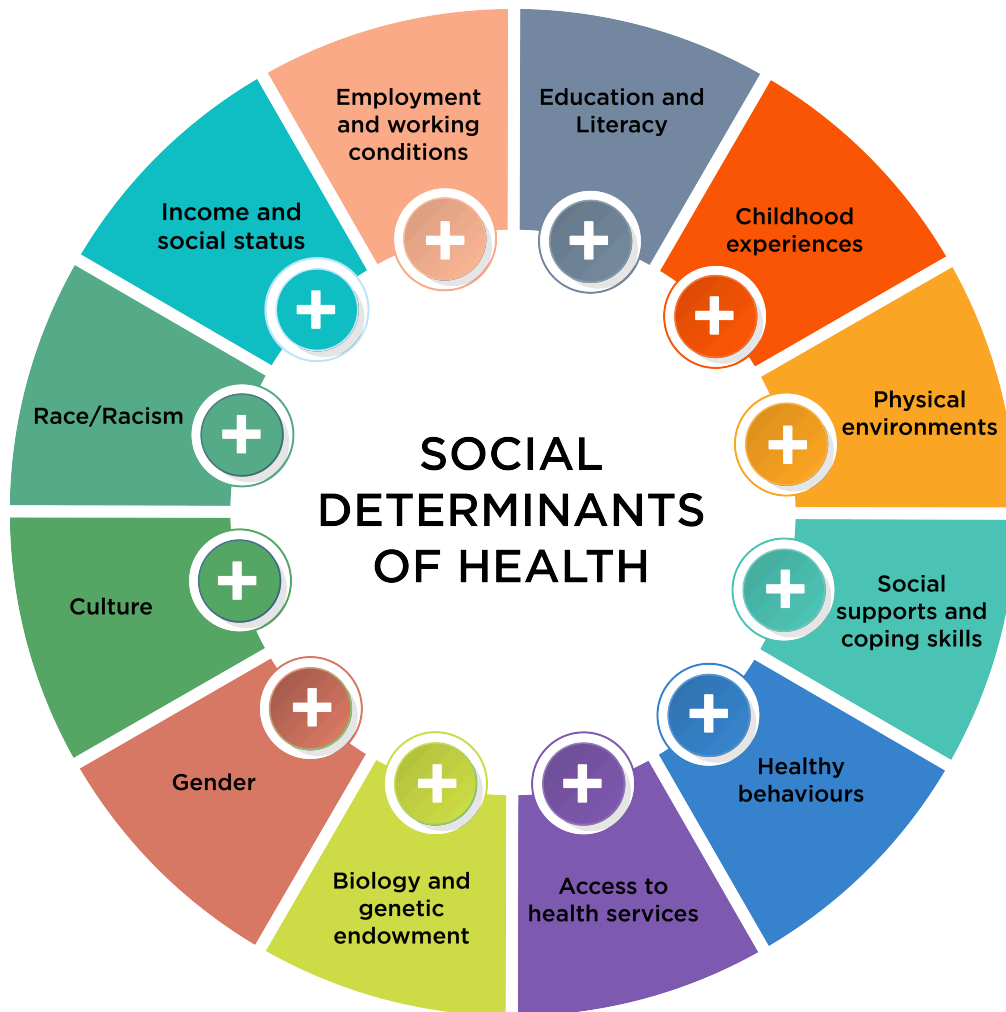 SOCIAL
DETERMINANTS
OF HEALTH
Employment
and working
conditions
Education and
Literacy
Childhood
experiences
Physical
environments
Social
supports and
coping skills
Healthy
behaviours
Access to
health services
Biology and
genetic
endowment
Gender
Culture
Race/Racism
Income and
social status